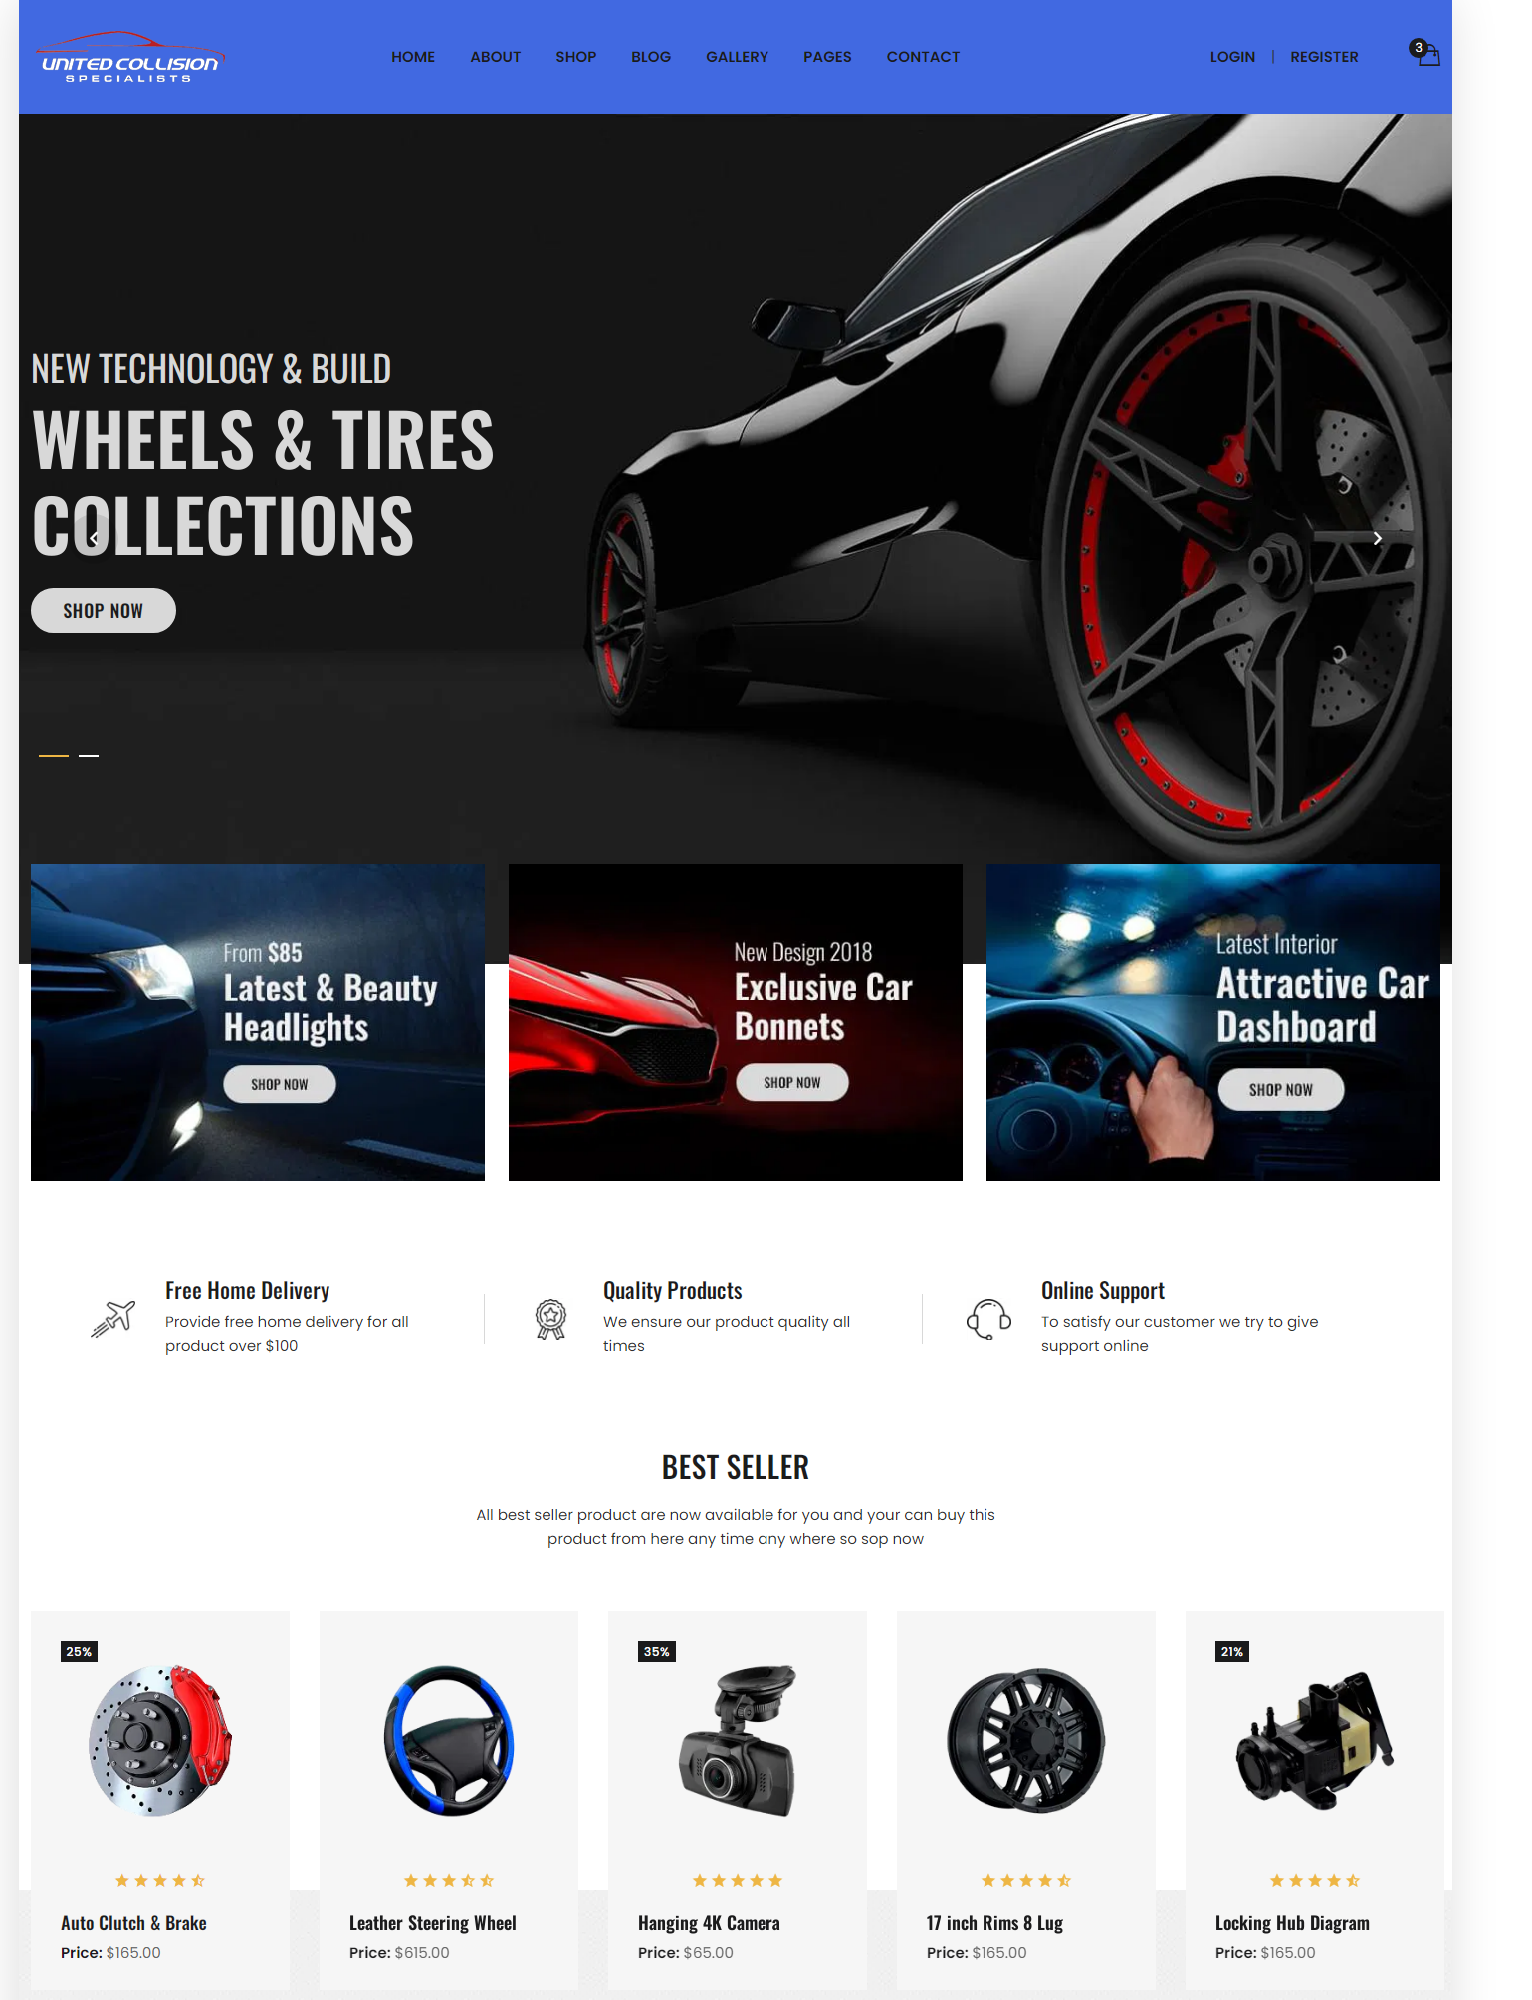 UNITED COLLISION
SPECIALISTS
HOME ABOUT SHOP BLOG GALLERY PAGES CONTACT
LOGIN | REGISTER
3
NEW TECHNOLOGY & BUILD
WHEELS & TIRES
COLLECTIONS
SHOP NOW
From $85
Latest & Beauty
Headlights
SHOP NOW
New Design 2018
Exclusive Car
Bonnets
SHOP NOW
Latest Interior
Attractive Car
Dashboard
SHOP NOW
Free Home Delivery
Provide free home delivery for all
product over $100
Quality Products
We ensure our product quality all
times
Online Support
To satisfy our customer we try to give
support online
BEST SELLER
All best seller product are now available for you and your can buy this
product from here any time any where so sop now
25%
Auto Clutch & Brake
Price: $165.00
Leather Steering Wheel
Price: $615.00
35%
Hanging 4K Camera
Price: $65.00
17 inch Rims 8 Lug
Price: $165.00
21%
Locking Hub Diagram
Price: $165.00